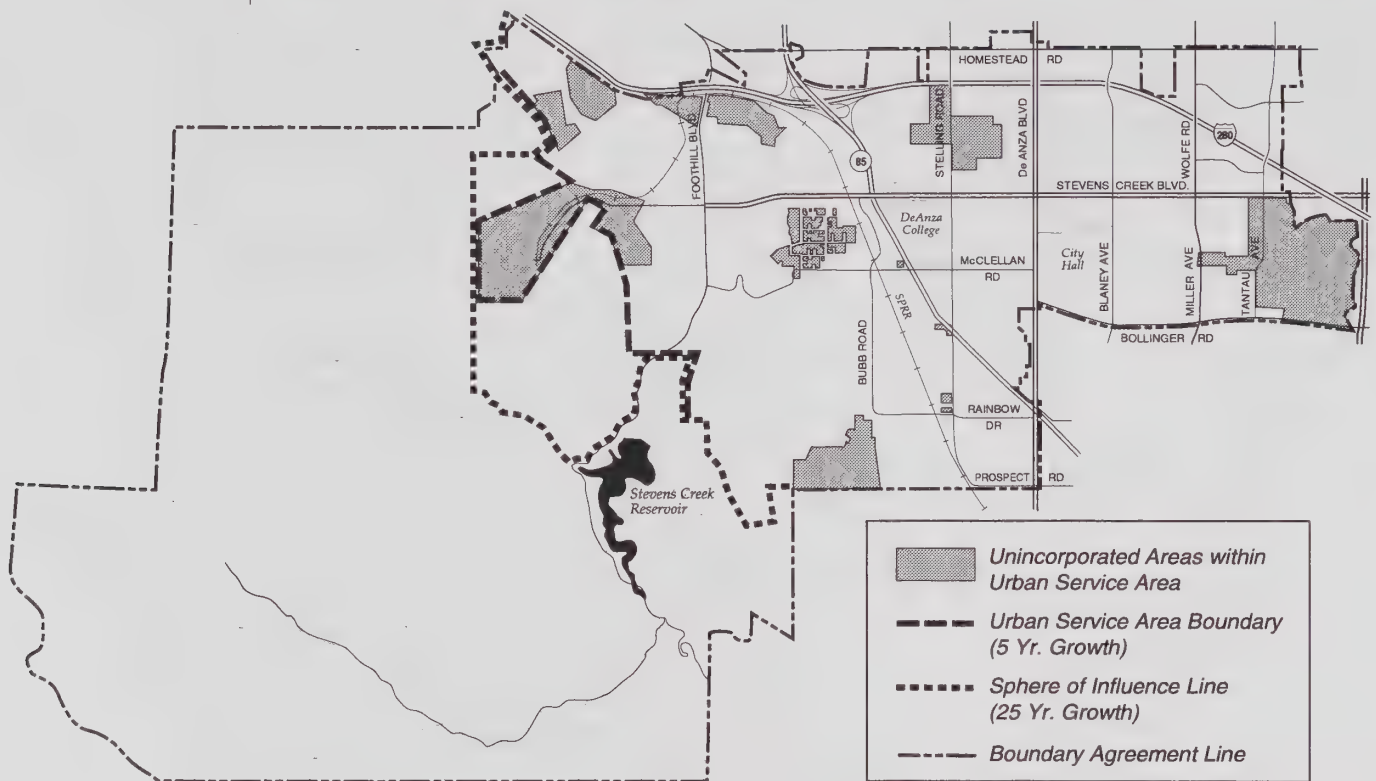 HOMESTEAD RD
FOOTHILL BLVD
85
STELLING ROAD
De ANZA BLVD
WOLFE RD.
280
STEVENS CREEK BLVD.
DeAnza
College
McCLELLAN
RD
City
Hall
BLANEY AVE
MILLER AVE
TANTAU AVE
SPRR
BOLLINGER RD
BUBB ROAD
RAINBOW
DR
PROSPECT RD
Stevens Creek
Reservoir
Unincorporated Areas within
Urban Service Area
Urban Service Area Boundary
(5 Yr. Growth)
Sphere of Influence Line
(25 Yr. Growth)
Boundary Agreement Line